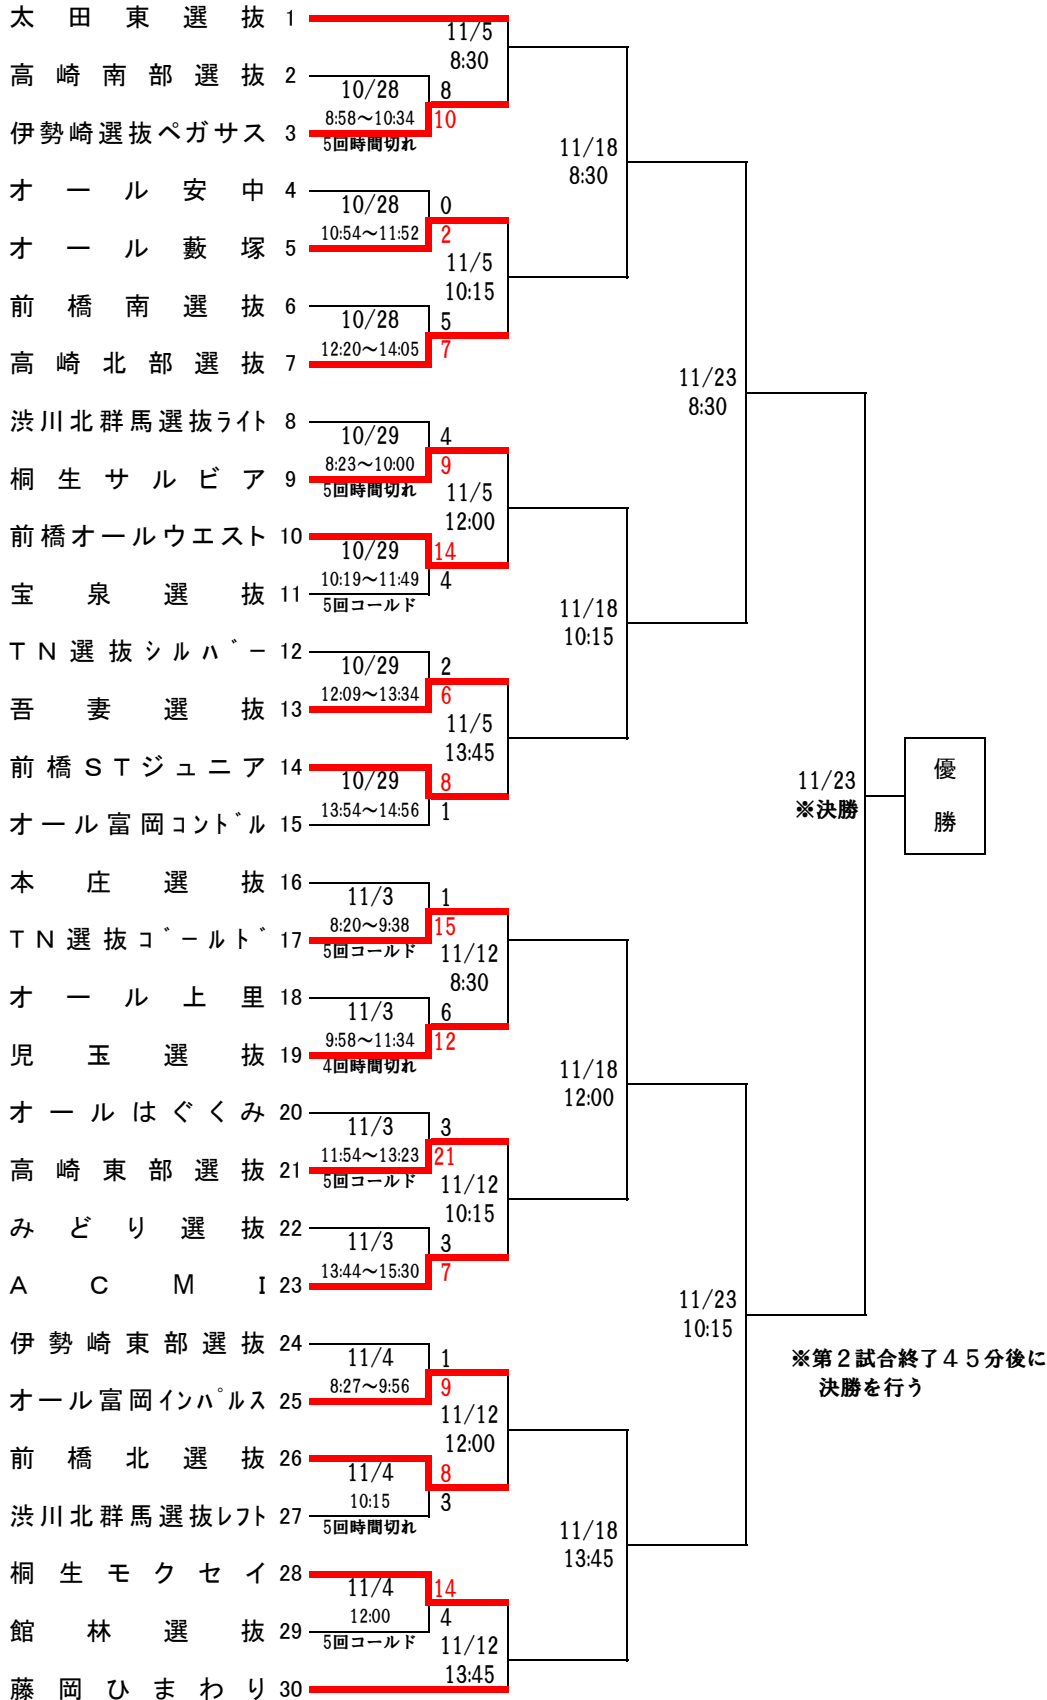 太田東選抜 1
11/5
8:30
高崎南部選抜 2
10/28 8
8:58～10:34 10
伊勢崎選抜ペガサス 3
5回時間切れ
11/18
8:30
オール安中 4
10/28 0
10:54～11:52 2
オール藪塚 5
11/5
10:15
前橋南選抜 6
10/28 5
12:20～14:05 7
高崎北部選抜 7
11/23
8:30
渋川北群馬選抜ライト 8
10/29 4
8:23～10:00 9
桐生サルビア 9
5回時間切れ
11/5
12:00
前橋オールウエスト 10
10/29 14
10:19～11:49 4
宝泉選抜 11
5回コールド
11/18
10:15
TN選抜シルバー 12
10/29 2
12:09～13:34 6
吾妻選抜 13
11/5
13:45
前橋STジュニア 14
10/29 8
13:54～14:56 1
オール富岡コンドル 15
11/23
※決勝
優
勝
本庄選抜 16
11/3 1
8:20～9:38 15
TN選抜ゴールド 17
5回コールド
11/12
8:30
オール上里 18
11/3 6
9:58～11:34 12
児玉選抜 19
4回時間切れ
11/18
12:00
オールはぐくみ 20
11/3 3
11:54～13:23 21
高崎東部選抜 21
5回コールド
11/12
10:15
みどり選抜 22
11/3 3
13:44～15:30 7
ACMI 23
11/23
10:15
伊勢崎東部選抜 24
11/4 1
8:27～9:56 9
オール富岡インパルス 25
※第2試合終了45分後に
決勝を行う
11/12
12:00
前橋北選抜 26
11/4 8
10:15 3
渋川北群馬選抜レフト 27
5回時間切れ
11/18
13:45
桐生モクセイ 28
11/4 14
12:00 4
館林選抜 29
5回コールド
11/12
13:45
藤岡ひまわり 30